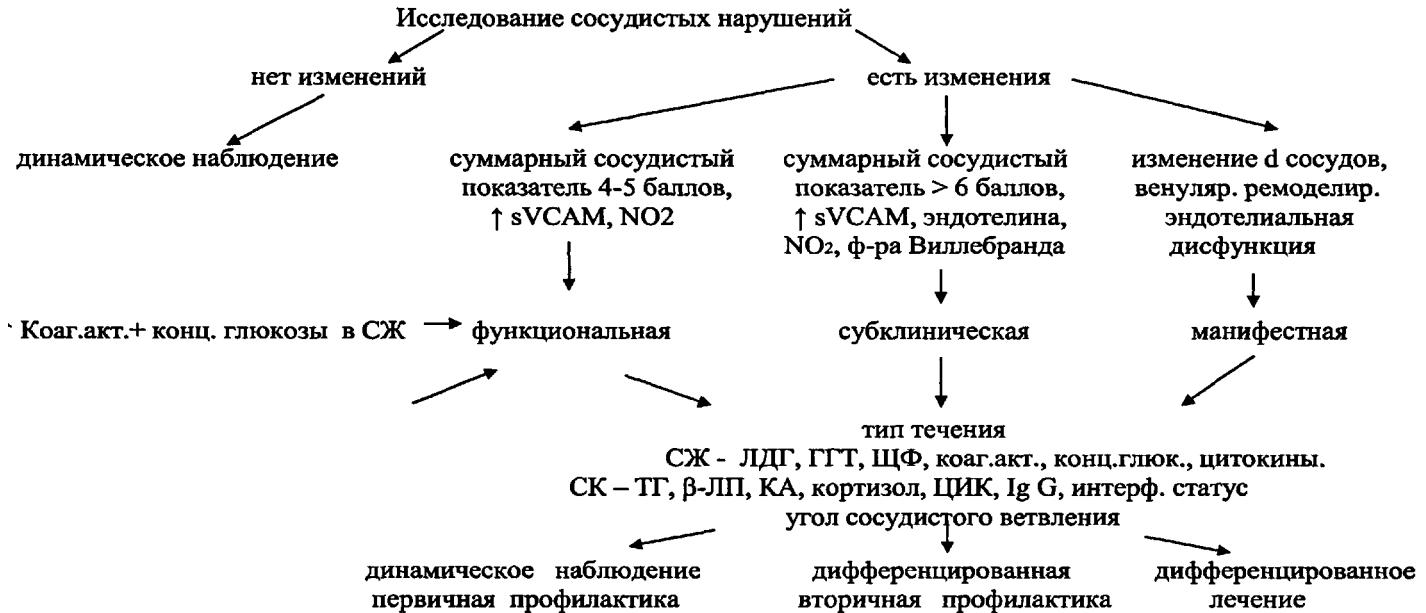 Исследование сосудистых нарушений
нет изменений
есть изменения
динамическое наблюдение
суммарный сосудистый
показатель 4-5 баллов,
↑ sVCAM, NO2
суммарный сосудистый
показатель > 6 баллов,
↑ sVCAM, эндотелина,
NO2, ф-ра Виллебранда
изменение d сосудов,
венуляр. ремоделир.
эндотелиальная
дисфункция
Коаг.акт.+ конц. глюкозы в СЖ
функциональная
субклиническая
манифестная
тип течения
СЖ - ЛДГ, ГГТ, ЩФ, коаг.акт., конц.глюк., цитокины.
СК – ТГ, β-ЛП, КА, кортизол, ЦИК, Ig G, интерф. статус
угол сосудистого ветвления
динамическое наблюдение
первичная профилактика
дифференцированная
вторичная профилактика
дифференцированное
лечение